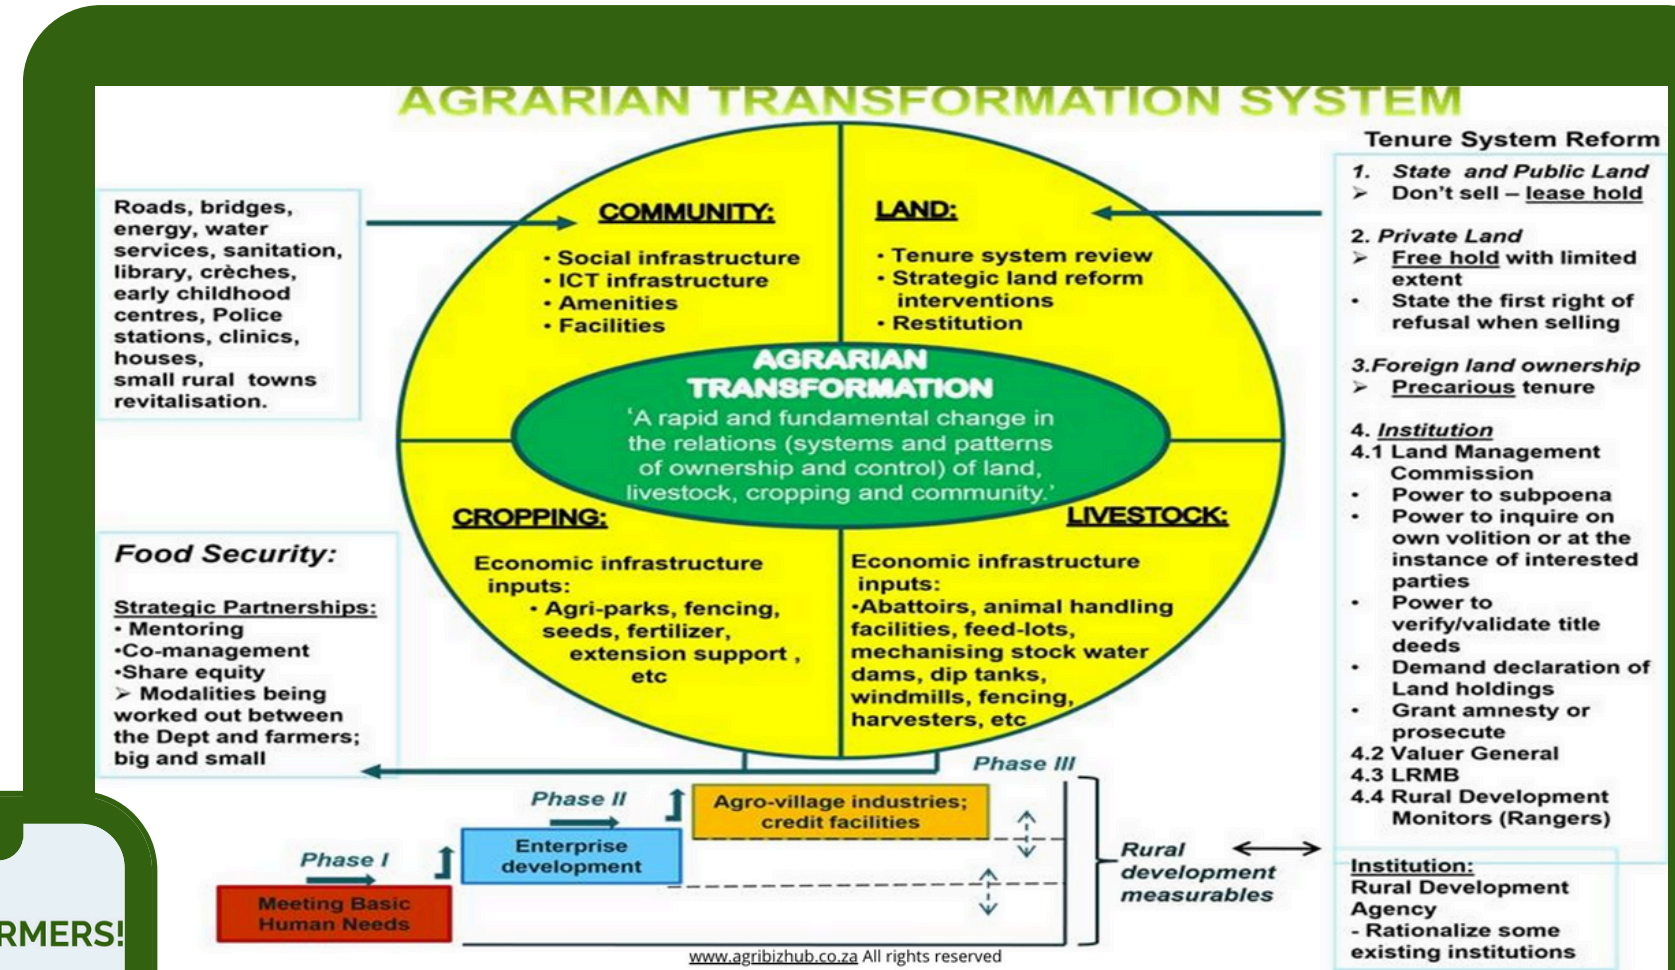 AGRARIAN TRANSFORMATION SYSTEM
Roads, bridges,
energy, water
services, sanitation,
library, crèches,
early childhood
centres, Police
stations, clinics,
houses,
small rural towns
revitalisation.
COMMUNITY:
• Social infrastructure
• ICT infrastructure
• Amenities
• Facilities
LAND:
• Tenure system review
• Strategic land reform
interventions
• Restitution
AGRARIAN
TRANSFORMATION
‘A rapid and fundamental change in
the relations (systems and patterns
of ownership and control) of land,
livestock, cropping and community.’
CROPPING:
Economic infrastructure
inputs:
• Agri-parks, fencing,
seeds, fertilizer,
extension support ,
etc
LIVESTOCK:
Economic infrastructure
inputs:
•Abattoirs, animal handling
facilities, feed-lots,
mechanising stock water
dams, dip tanks,
windmills, fencing,
harvesters, etc
Food Security:
Strategic Partnerships:
• Mentoring
•Co-management
•Share equity
➢ Modalities being
worked out between
the Dept and farmers;
big and small
Tenure System Reform
1. State and Public Land
➢ Don’t sell – lease hold
2. Private Land
➢ Free hold with limited
extent
• State the first right of
refusal when selling
3.Foreign land ownership
➢ Precarious tenure
4. Institution
4.1 Land Management
Commission
• Power to subpoena
• Power to inquire on
own volition or at the
instance of interested
parties
• Power to
verify/validate title
deeds
• Demand declaration of
Land holdings
• Grant amnesty or
prosecute
4.2 Valuer General
4.3 LRMB
4.4 Rural Development
Monitors (Rangers)
Institution:
Rural Development
Agency
- Rationalize some
existing institutions
Phase I
Meeting Basic
Human Needs
Phase II
Enterprise
development
Phase III
Agro-village industries;
credit facilities
Rural
development
measurables
RMERS!
www.agribizhub.co.za All rights reserved